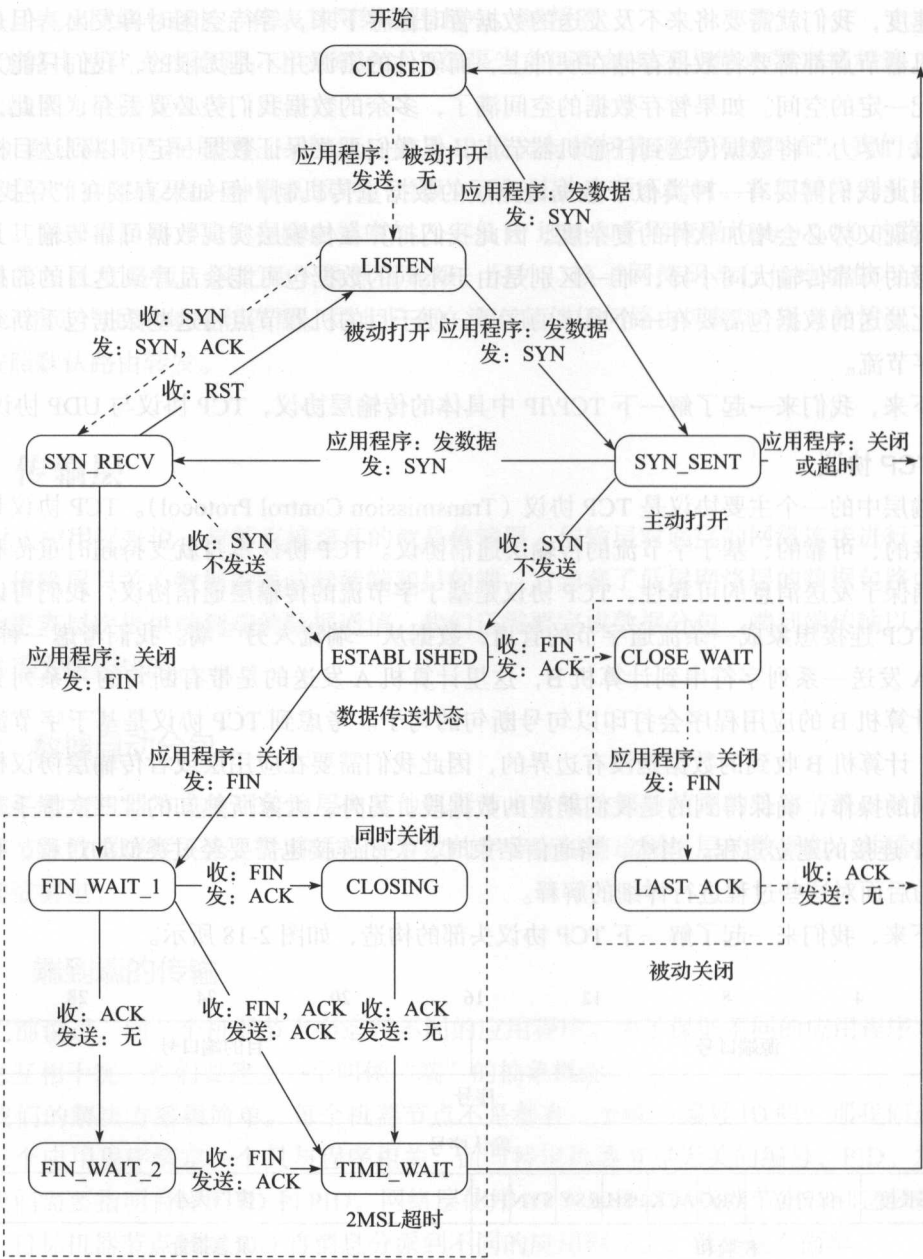 开始
CLOSED
应用程序：被动打开
发送：无
应用程序：发数据
发：SYN
LISTEN
收：SYN
发：SYN，ACK
被动打开
应用程序：发数据
发：SYN
收：RST
SYN_RECV
应用程序：发数据
发：SYN
SYN_SENT
应用程序：关闭
或超时
主动打开
收：SYN
不发送
收：SYN
不发送
ESTABLISHED
收：FIN
发：ACK
CLOSE_WAIT
应用程序：关闭
发：FIN
数据传送状态
应用程序：关闭
发：FIN
应用程序：关闭
发：FIN
同时关闭
FIN_WAIT_1
收：FIN
发：ACK
CLOSING
LAST_ACK
收：ACK
发送：无
被动关闭
收：ACK
发送：无
收：FIN，ACK
发送：ACK
收：ACK
发送：无
FIN_WAIT_2
收：FIN
发送：ACK
TIME_WAIT
2MSL超时